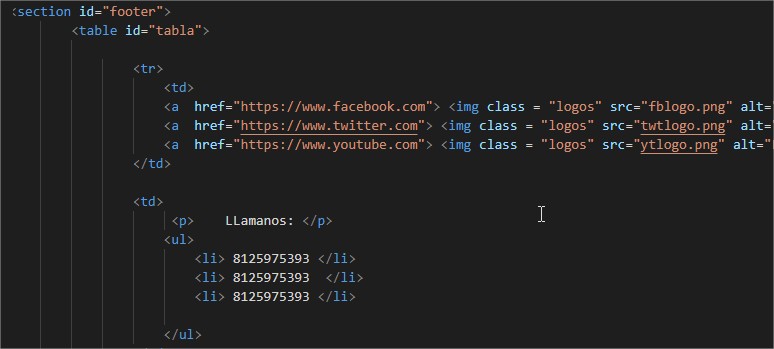 <section id="footer">
<table id="tabla">
<tr>
<td>
<a  href="https://www.facebook.com"> <img class = "logos" src="fblogo.png" alt=
<a  href="https://www.twitter.com"> <img class = "logos" src="twtlogo.png" alt=
<a  href="https://www.youtube.com"> <img class = "logos" src="ytlogo.png" alt=
</td>
<td>
<p>    LLamanos: </p>
<ul>
<li> 8125975393 </li>
<li> 8125975393  </li>
<li> 8125975393 </li>
</ul>